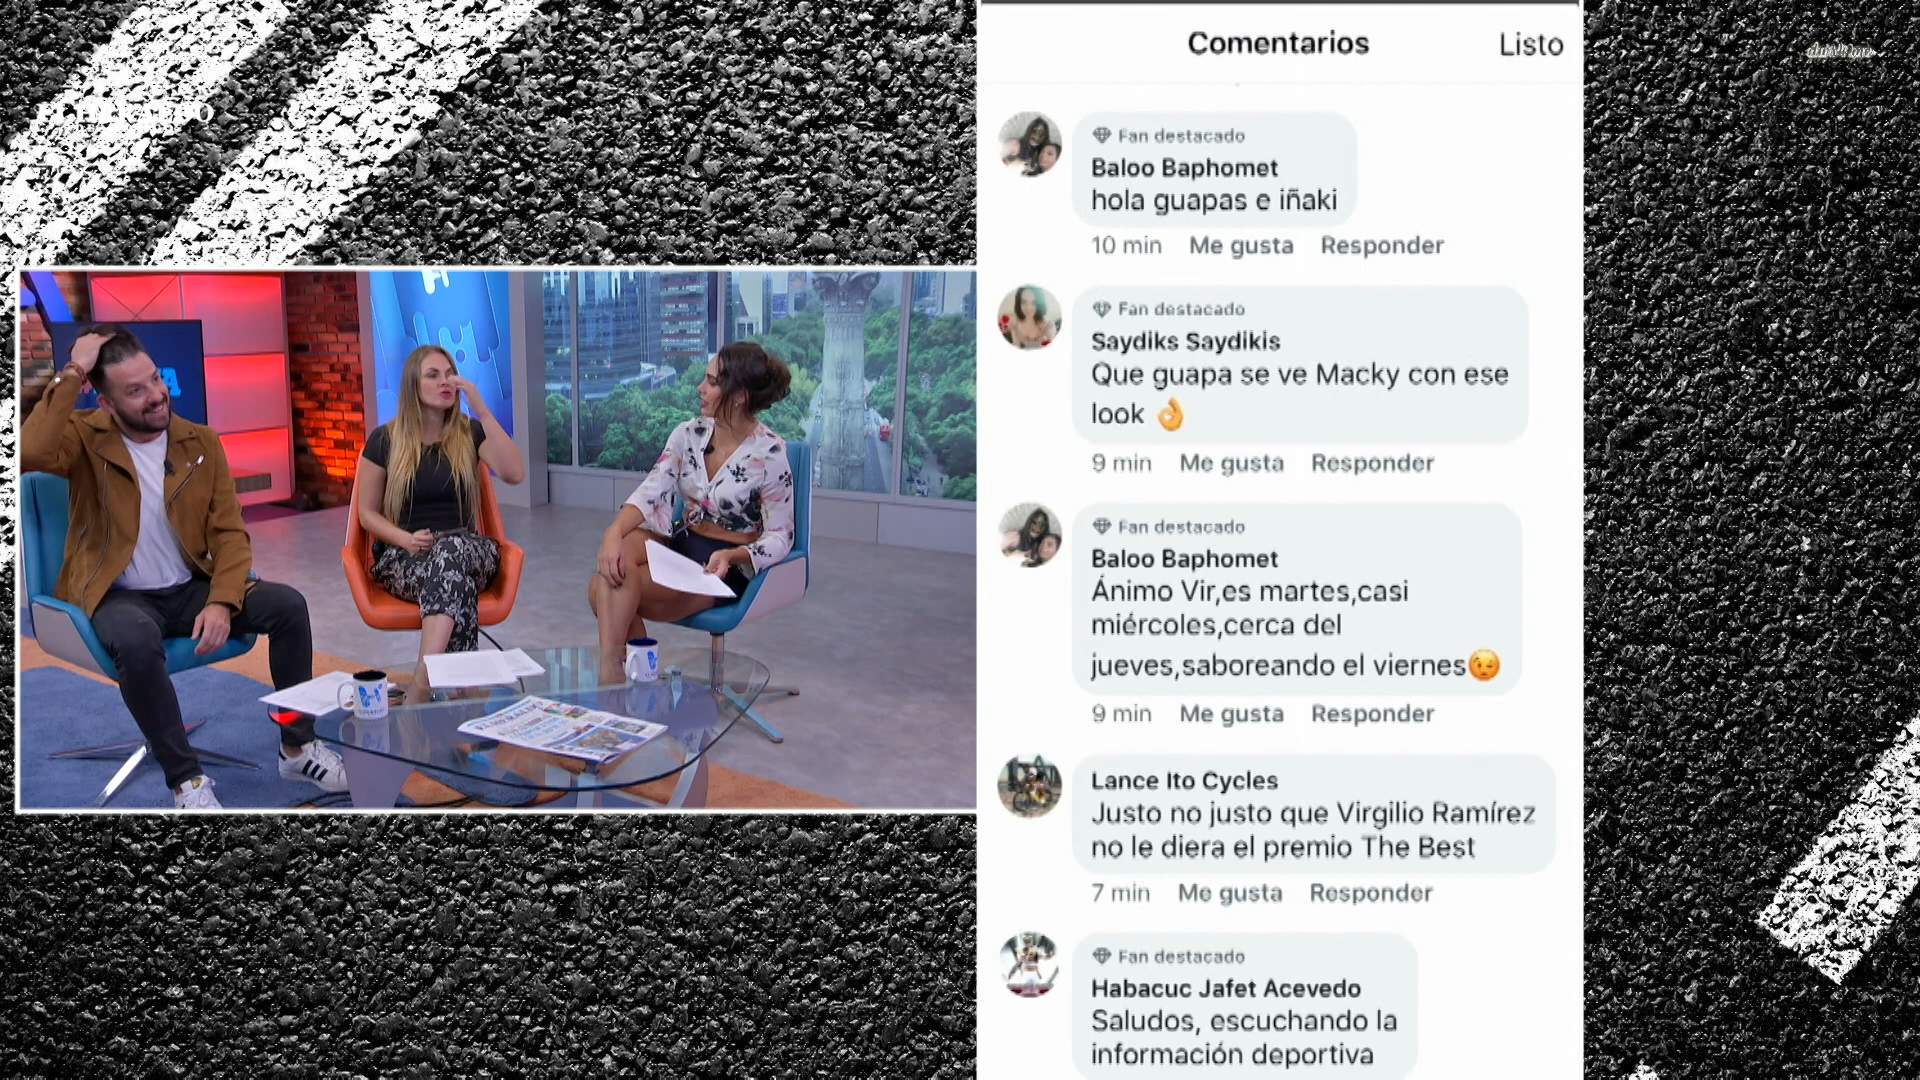 Comentarios
Listo
Fan destacado
Baloo Baphomet
hola guapas e iñaki
10 min Me gusta Responder
Fan destacado
Saydiks Saydikis
Que guapa se ve Macky con ese
look 👌
9 min Me gusta Responder
Fan destacado
Baloo Baphomet
Ánimo Vir,es martes,casi
miércoles,cerca del
jueves,saboreando el viernes😉
9 min Me gusta Responder
Lance Ito Cycles
Justo no justo que Virgilio Ramírez
no le diera el premio The Best
7 min Me gusta Responder
Fan destacado
Habacuc Jafet Acevedo
Saludos, escuchando la
información deportiva